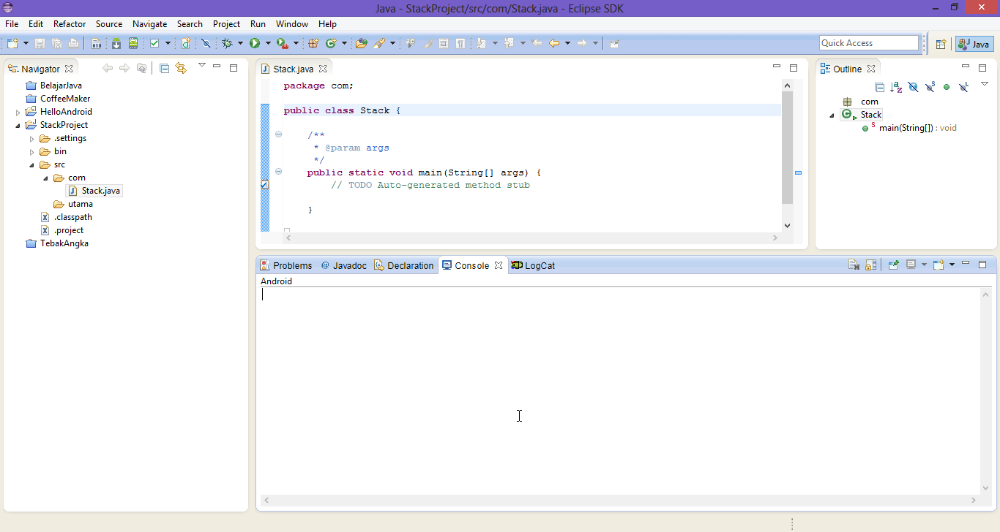 Java - StackProject/src/com/Stack.java - Eclipse SDK
File Edit Refactor Source Navigate Search Project Run Window Help
Quick Access
Java
Navigator
BelajarJava
CoffeeMaker
HelloAndroid
StackProject
.settings
bin
src
com
Stack.java
utama
.classpath
.project
TebakAngka
Stack.java
package com;
public class Stack {
/**
* @param args
*/
public static void main(String[] args) {
// TODO Auto-generated method stub
}
Outline
com
Stack
main(String[]) : void
Problems @ Javadoc Declaration Console LogCat
Android